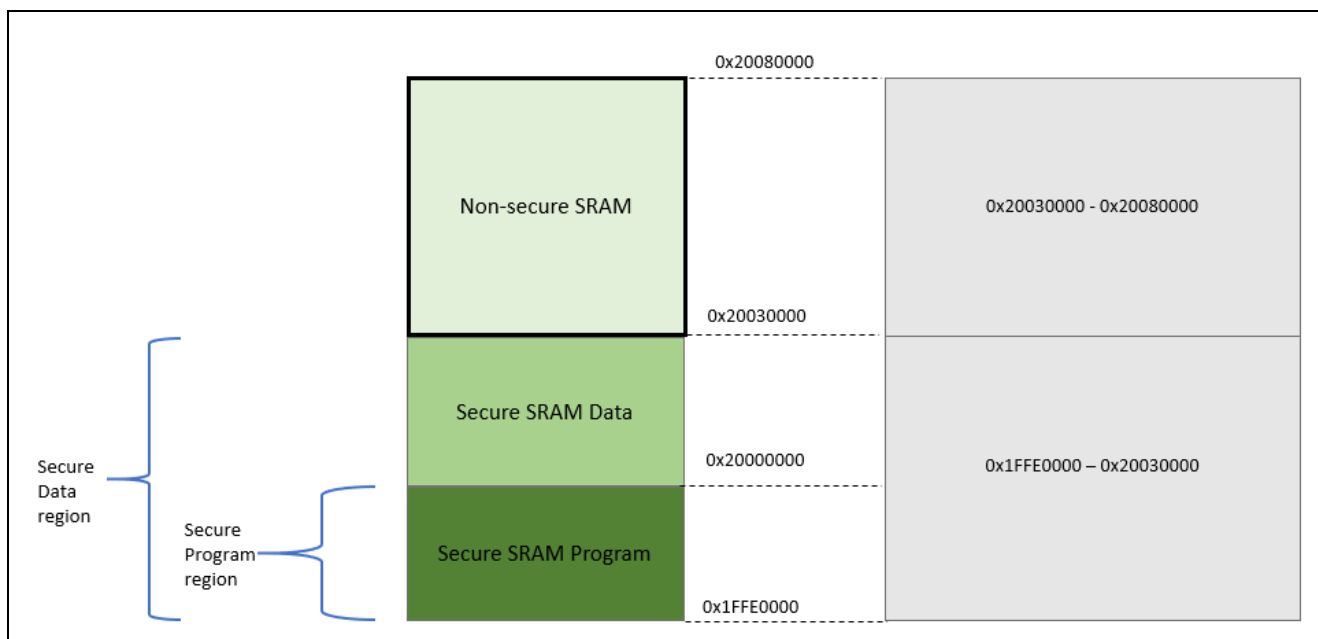 0x20080000
Non-secure SRAM
0x20030000 - 0x20080000
0x20030000
Secure SRAM Data
Secure
Data
region
0x20000000
0x1FFE0000 – 0x20030000
Secure
Program
region
Secure SRAM Program
0x1FFE0000